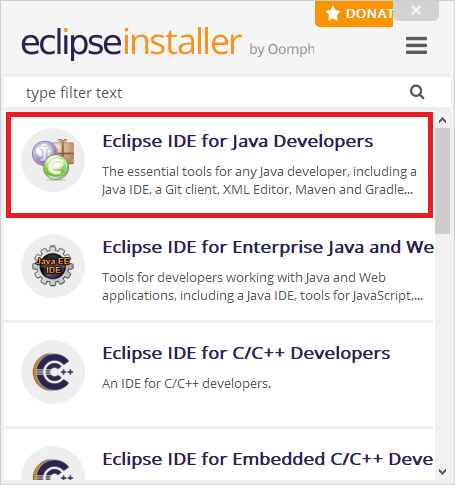 DONAT
eclipseinstaller by Oomph
type filter text
Eclipse IDE for Java Developers
The essential tools for any Java developer, including a
Java IDE, a Git client, XML Editor, Maven and Gradle...
Java EE
IDE
Eclipse IDE for Enterprise Java and We
Tools for developers working with Java and Web
applications, including a Java IDE, tools for JavaScript,...
C++
Eclipse IDE for C/C++ Developers
An IDE for C/C++ developers.
C++
Eclipse IDE for Embedded C/C++ Deve